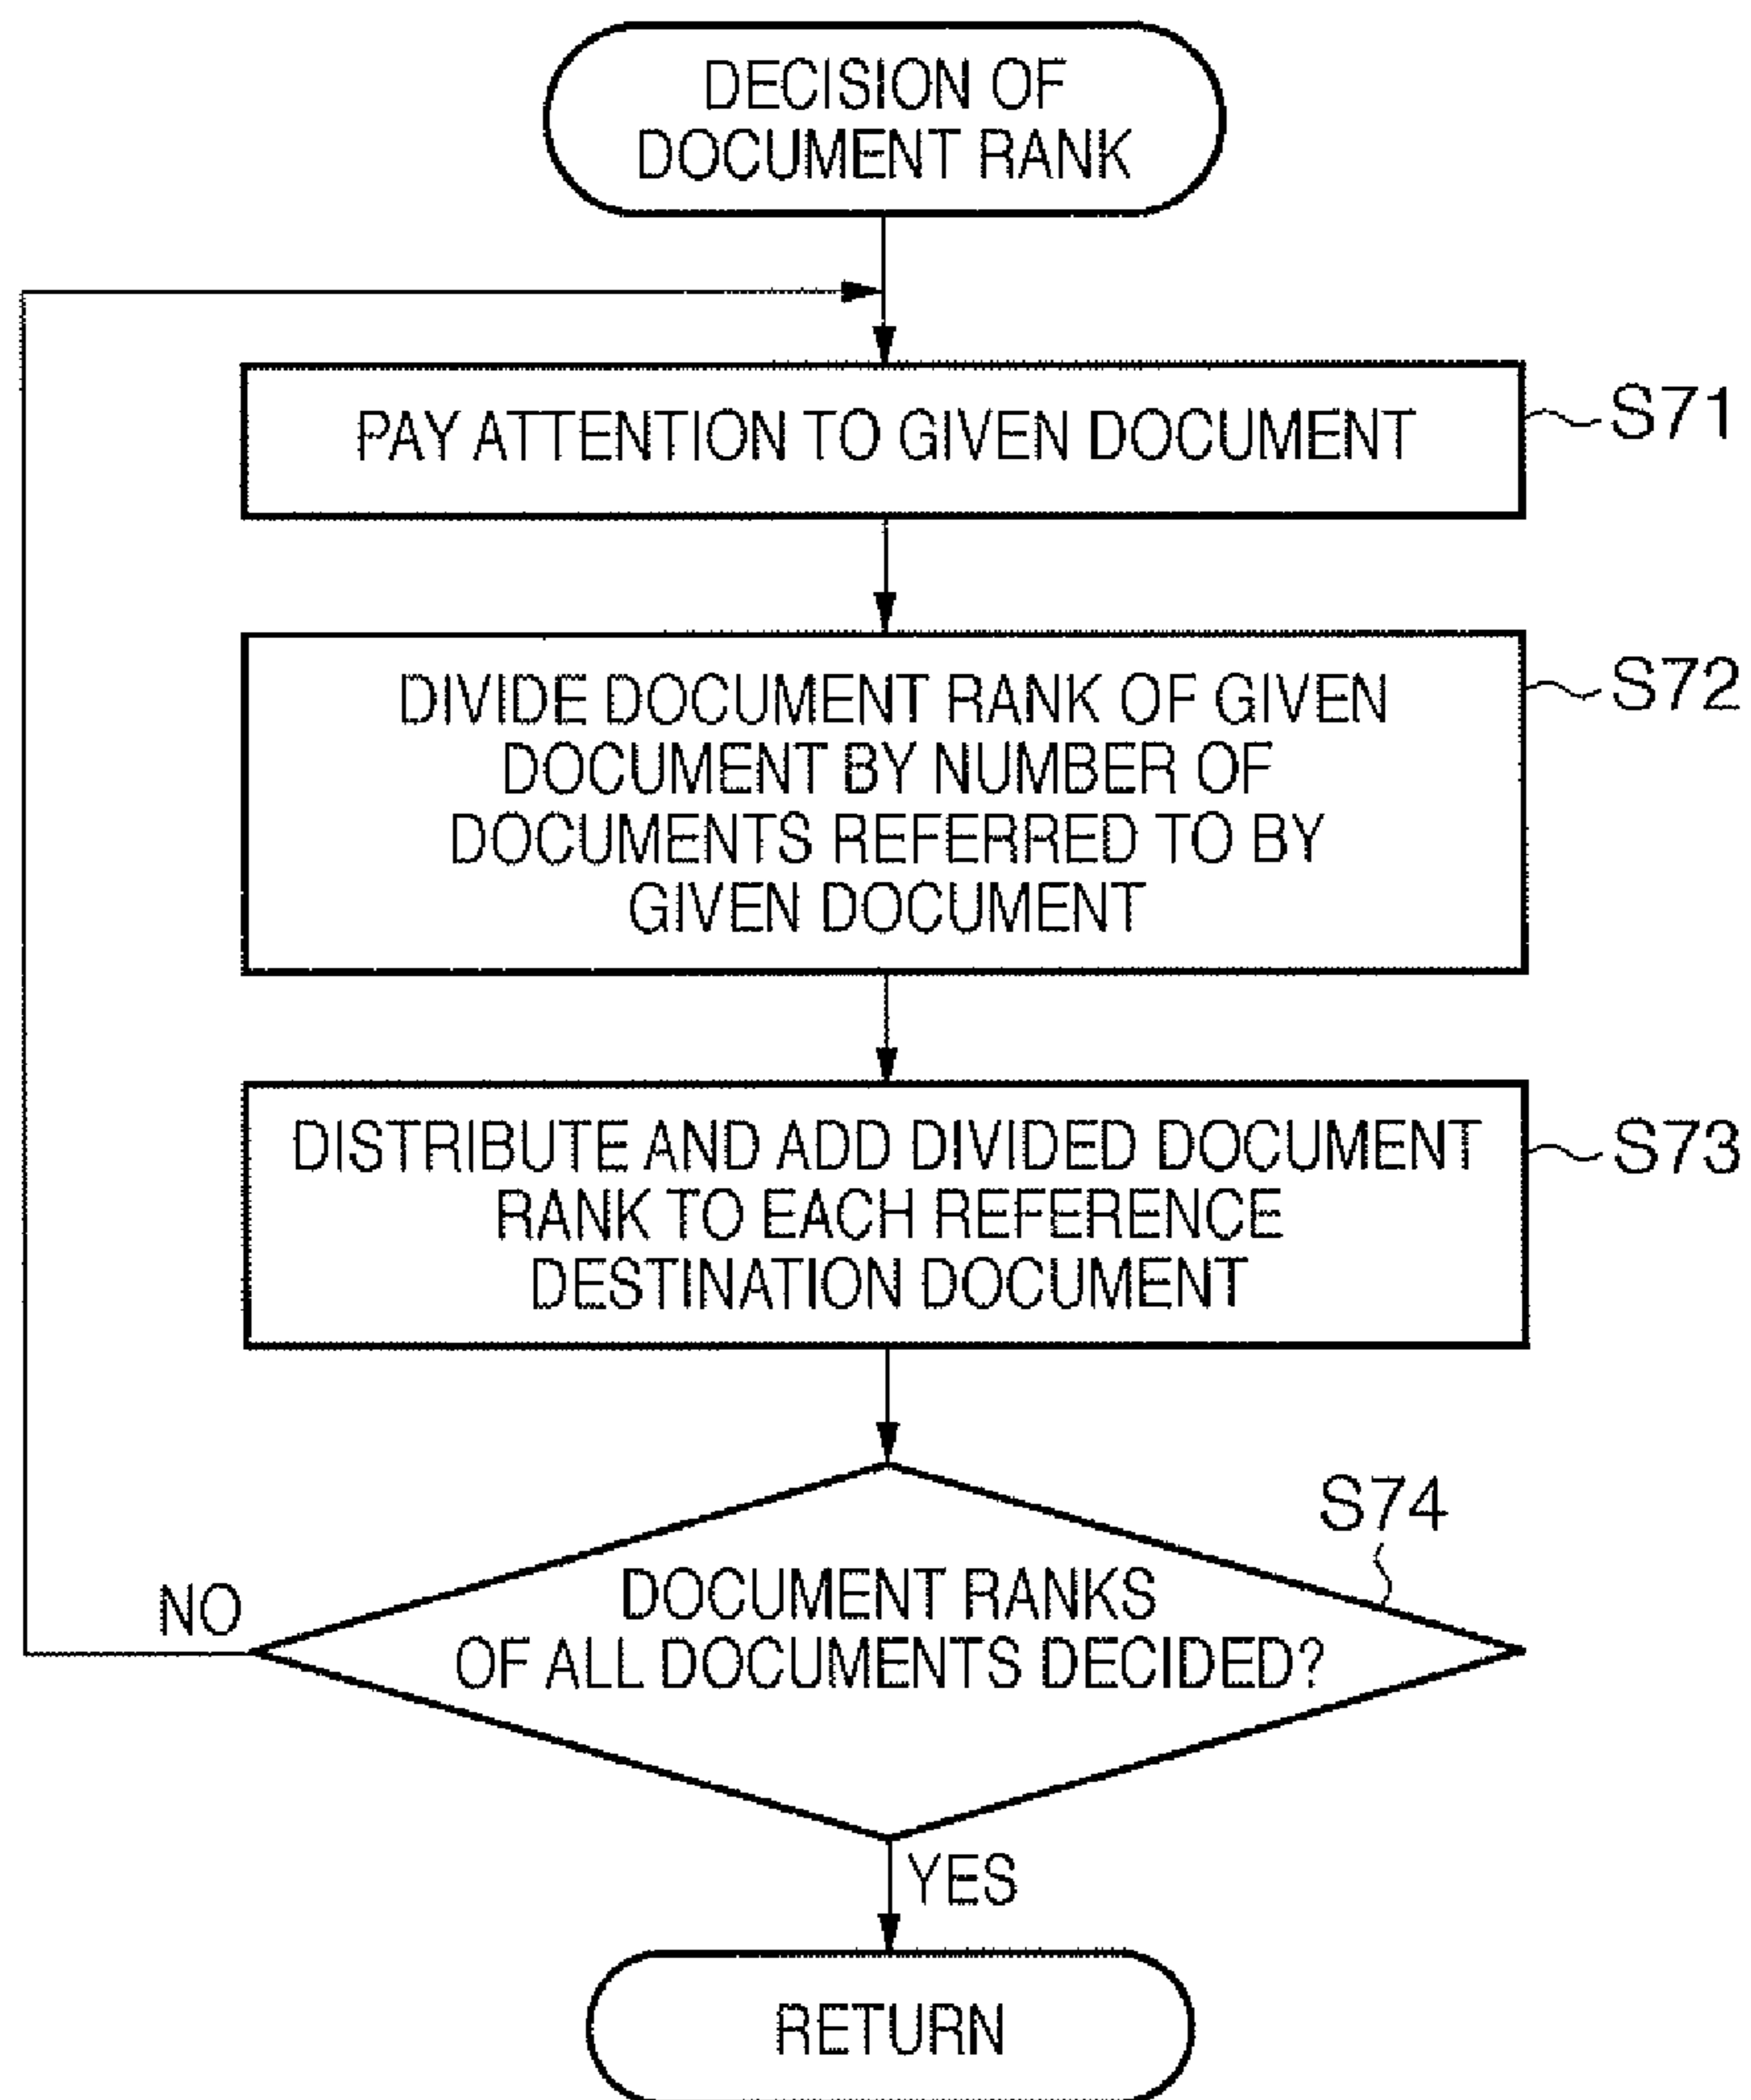 DECISION OF
DOCUMENT RANK
PAY ATTENTION TO GIVEN DOCUMENT
S71
DIVIDE DOCUMENT RANK OF GIVEN
DOCUMENT BY NUMBER OF
DOCUMENTS REFERRED TO BY
GIVEN DOCUMENT
S72
DISTRIBUTE AND ADD DIVIDED DOCUMENT
RANK TO EACH REFERENCE
DESTINATION DOCUMENT
S73
S74
DOCUMENT RANKS
OF ALL DOCUMENTS DECIDED?
NO
YES
RETURN